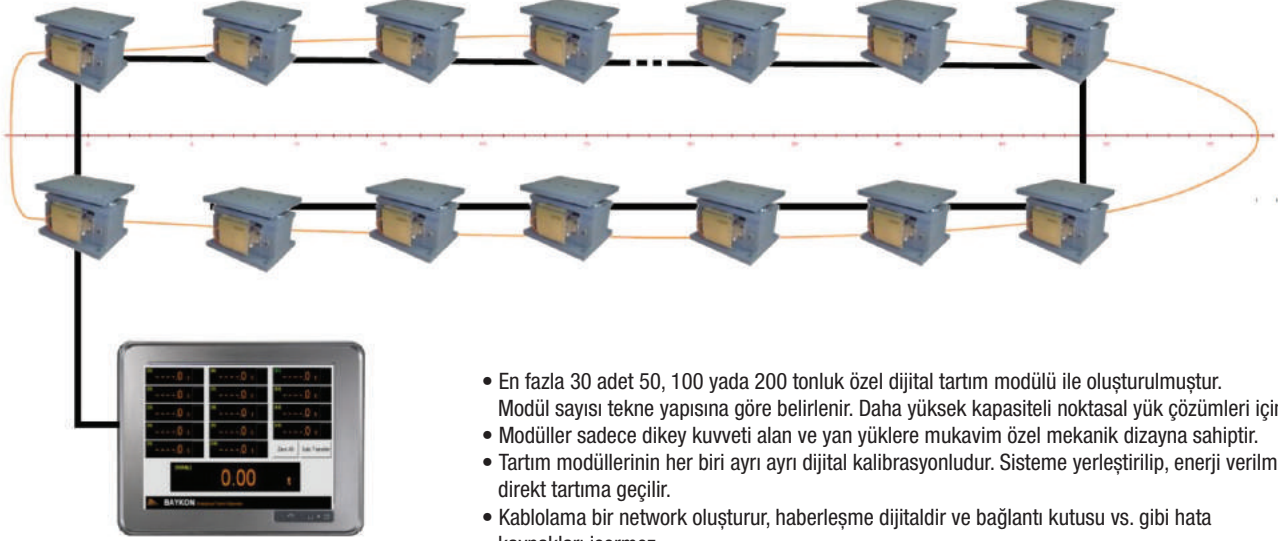 0.00 t
BAYKON
• En fazla 30 adet 50, 100 yada 200 tonluk özel dijital tartım modülü ile oluşturulmuştur.
Modül sayısı tekne yapısına göre belirlenir. Daha yüksek kapasiteli noktasal yük çözümleri için
• Modüller sadece dikey kuvveti alan ve yan yüklere mukavim özel mekanik dizayna sahiptir.
• Tartım modüllerinin her biri ayrı ayrı dijital kalibrasyonludur. Sisteme yerleştirilip, enerji verilm
direkt tartıma geçilir.
• Kablolama bir network oluşturur, haberleşme dijitaldir ve bağlantı kutusu vs. gibi hata
kaynakları içermez.